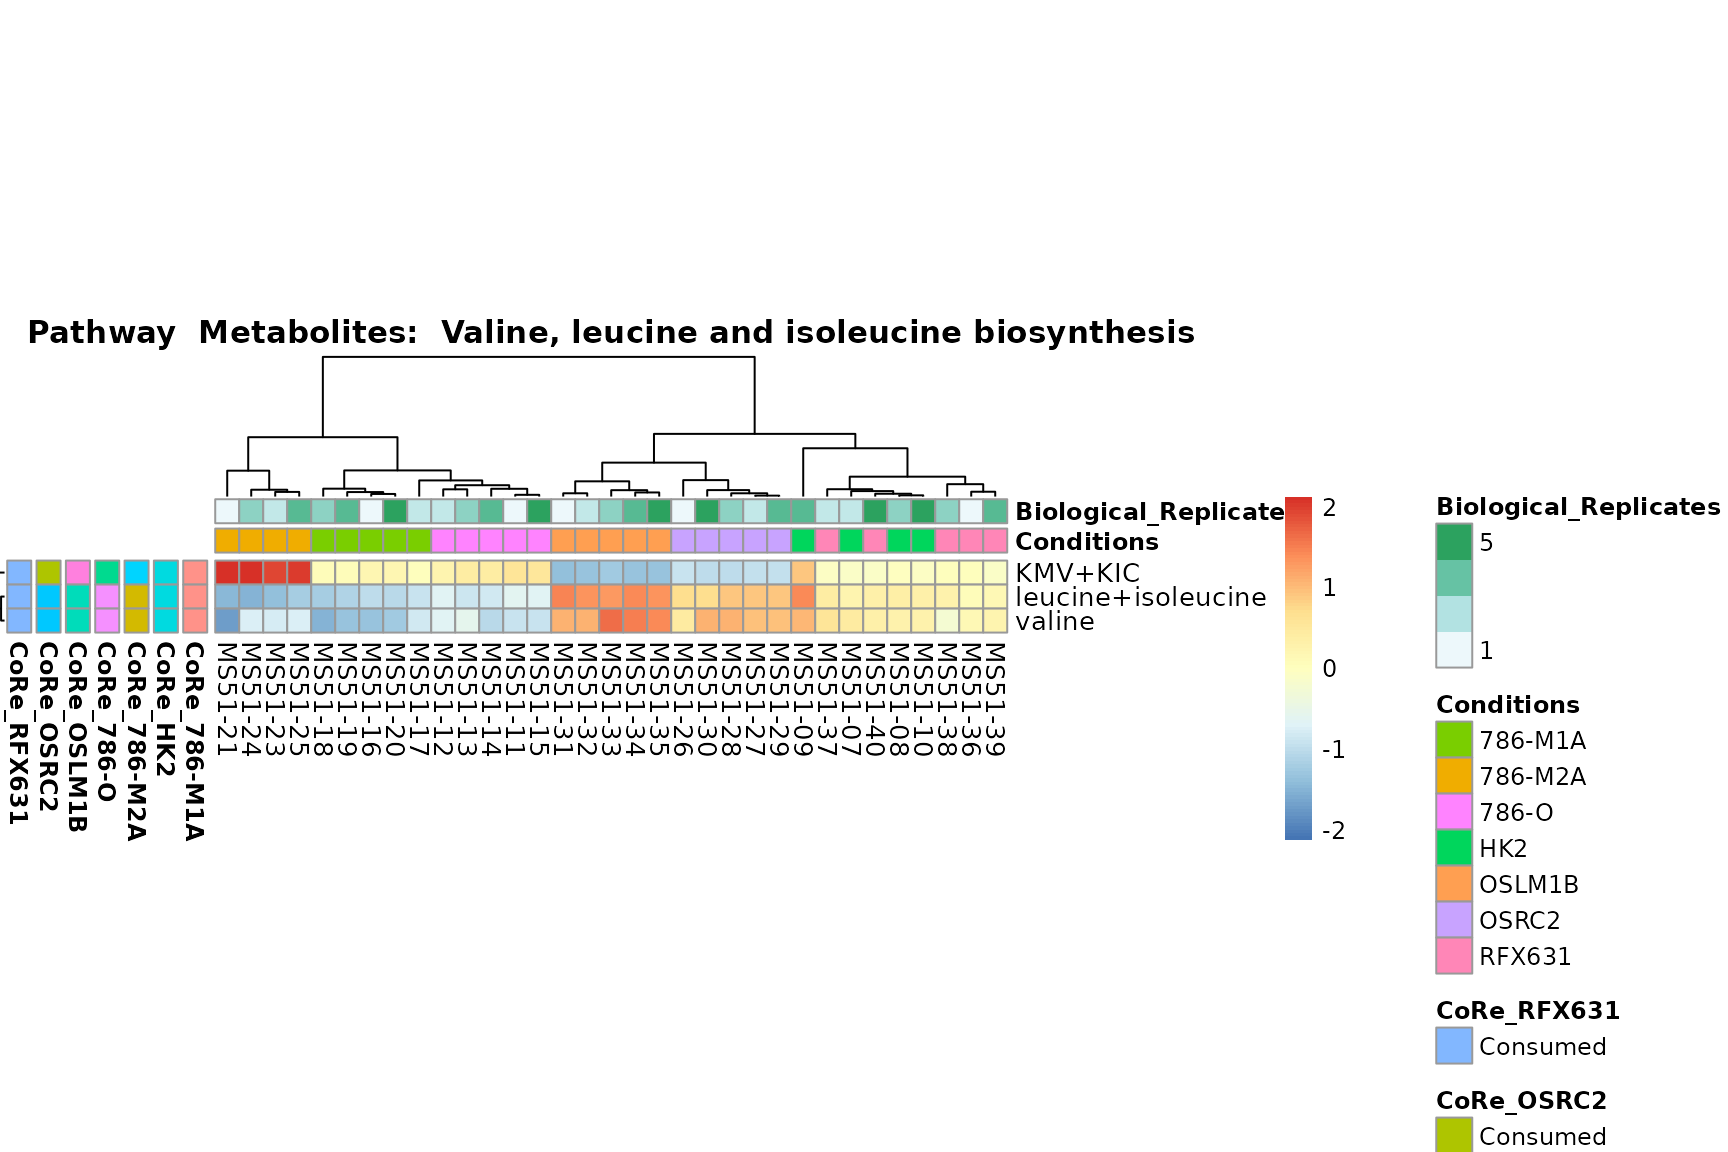 Pathway Metabolites: Valine, leucine and isoleucine biosynthesis
Biological_Replicate
Conditions
KMV+KIC
leucine+isoleucine
valine
CoRe_RFX631
CoRe_OSRC2
CoRe_OSLM1B
CoRe_786-O
CoRe_786-M2A
CoRe_HK2
CoRe_786-M1A
MS51-21
MS51-24
MS51-23
MS51-25
MS51-18
MS51-19
MS51-16
MS51-20
MS51-17
MS51-12
MS51-13
MS51-14
MS51-11
MS51-15
MS51-31
MS51-32
MS51-33
MS51-34
MS51-35
MS51-26
MS51-30
MS51-28
MS51-27
MS51-29
MS51-09
MS51-37
MS51-07
MS51-40
MS51-08
MS51-10
MS51-38
MS51-36
MS51-39
2
1
0
-1
-2
Biological_Replicates
5
1
Conditions
786-M1A
786-M2A
786-O
HK2
OSLM1B
OSRC2
RFX631
CoRe_RFX631
Consumed
CoRe_OSRC2
Consumed